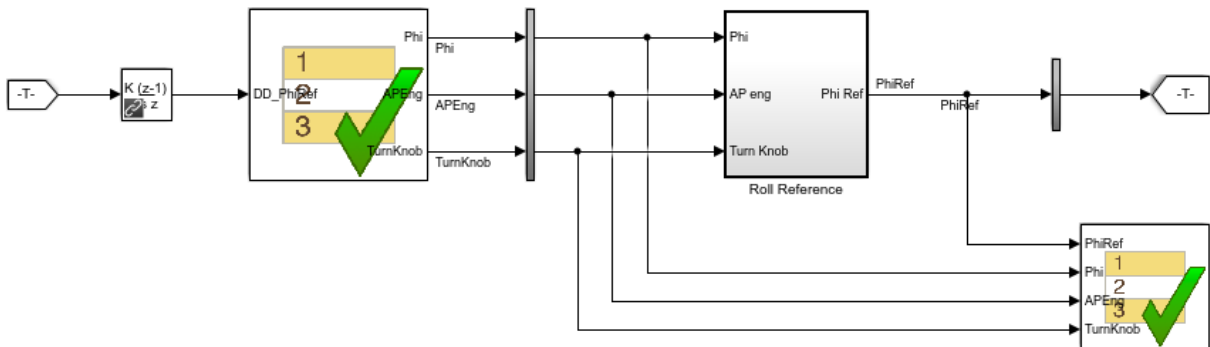 -T-
K (z-1)
s z
DD_PhiRef
1
2
3
Phi
APEng
TurnKnob
Phi
APEng
TurnKnob
Phi
AP eng
Turn Knob
Phi Ref
Roll Reference
PhiRef
PhiRef
-T-
PhiRef
Phi
APEng
TurnKnob
1
2
3